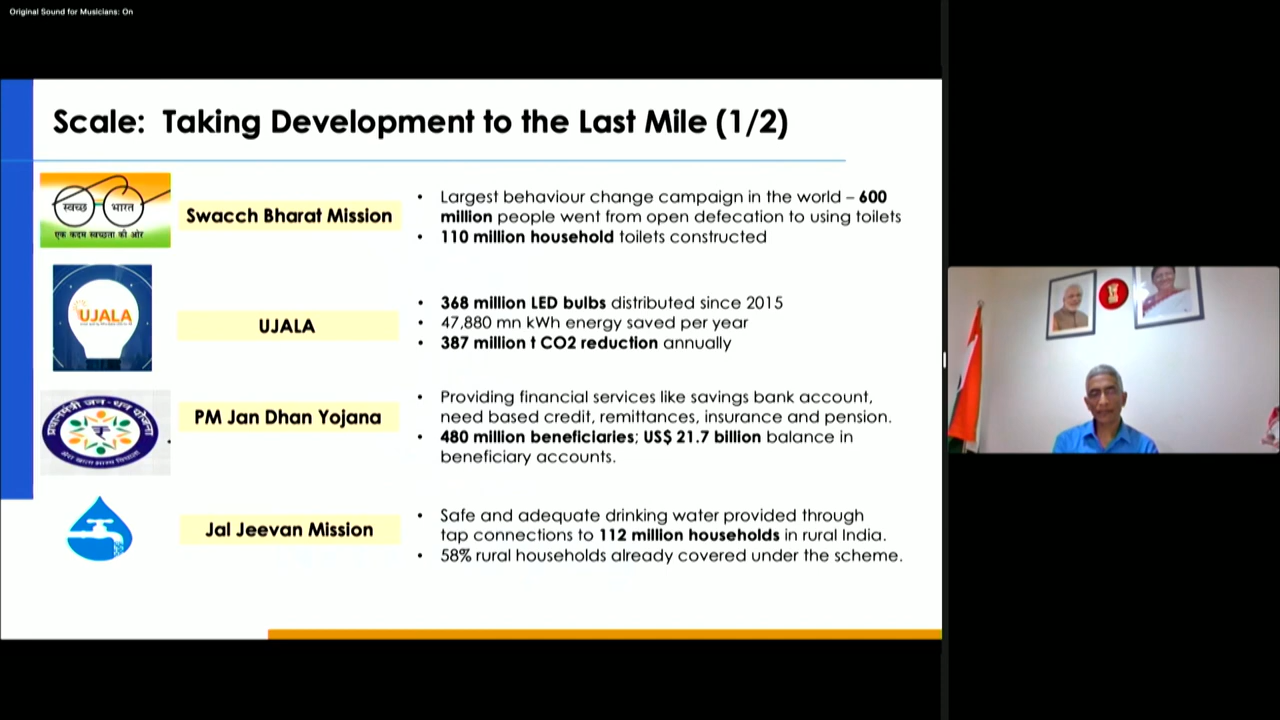 Original Sound for Musicians: On
Scale: Taking Development to the Last Mile (1/2)
स्वच्छ भारत
एक कदम स्वच्छता की ओर
Swacch Bharat Mission
• Largest behaviour change campaign in the world – 600
million people went from open defecation to using toilets
• 110 million household toilets constructed
UJALA
UJALA
• 368 million LED bulbs distributed since 2015
• 47,880 mn kWh energy saved per year
• 387 million t CO2 reduction annually
प्रधानमंत्री जन-धन योजना
मेरा खाता भाग्य विधाता
PM Jan Dhan Yojana
• Providing financial services like savings bank account,
need based credit, remittances, insurance and pension.
• 480 million beneficiaries; US$ 21.7 billion balance in
beneficiary accounts.
Jal Jeevan Mission
• Safe and adequate drinking water provided through
tap connections to 112 million households in rural India.
• 58% rural households already covered under the scheme.